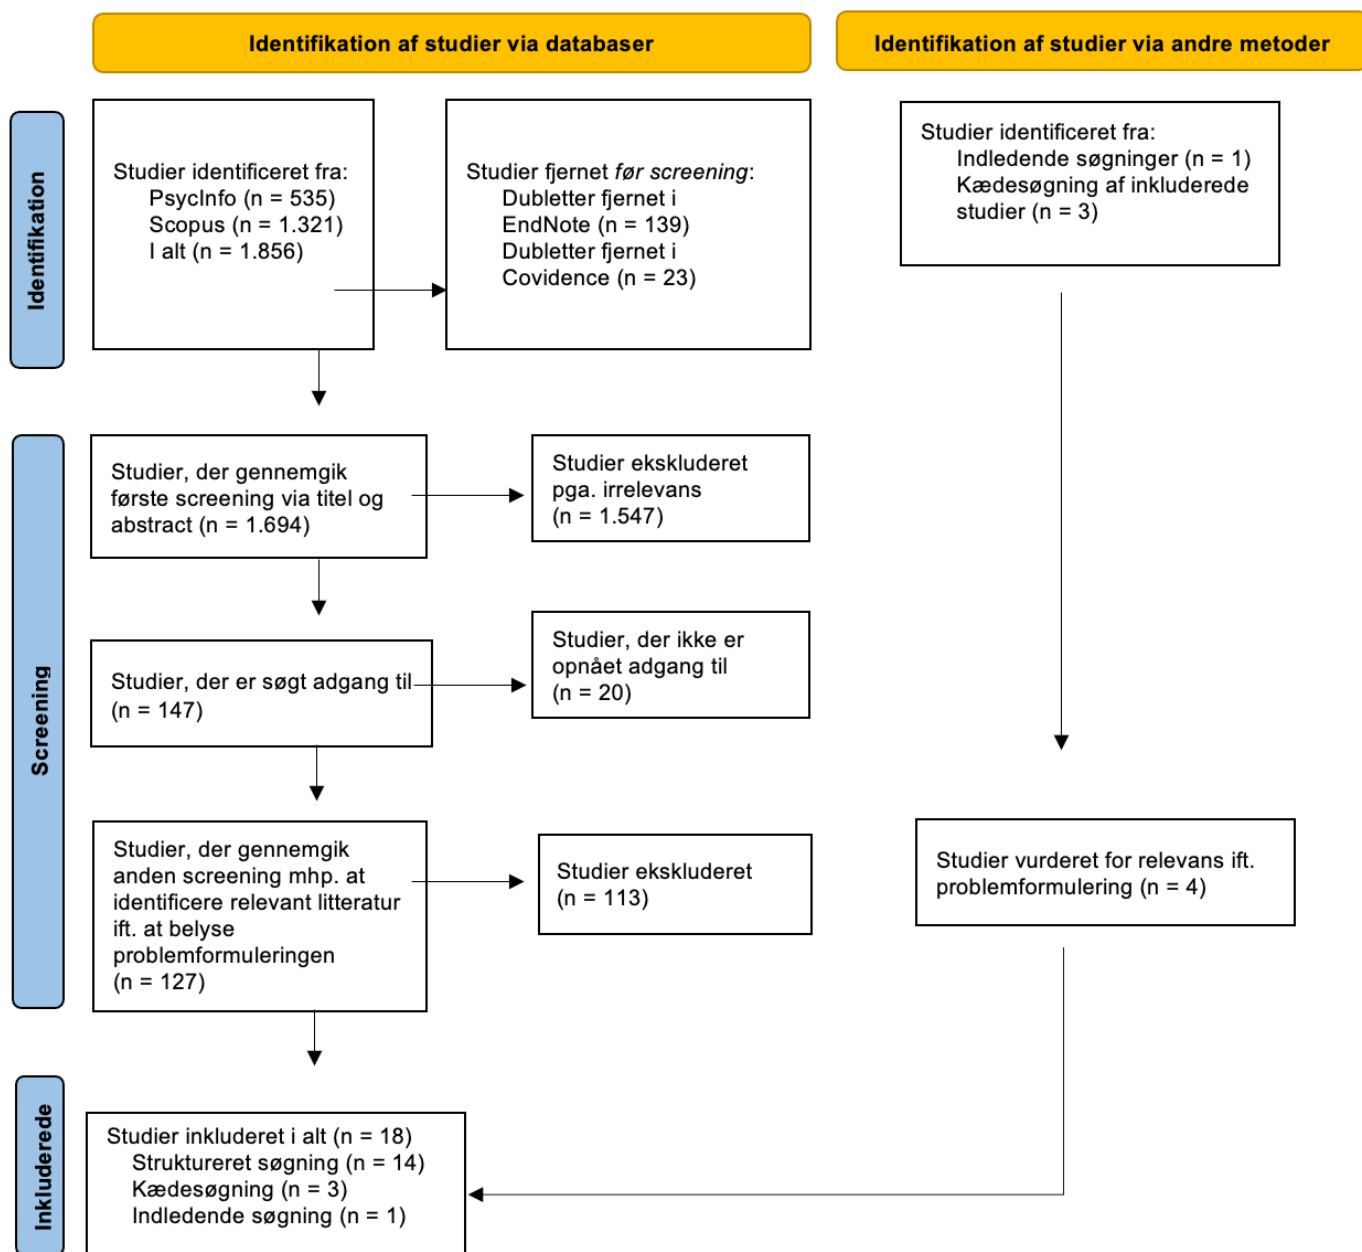 Identifikation af studier via databaser
Identifikation af studier via andre metoder
Identifikation
Studier identificeret fra:
PsycInfo (n = 535)
Scopus (n = 1.321)
I alt (n = 1.856)
Studier fjernet før screening:
Dubletter fjernet i
EndNote (n = 139)
Dubletter fjernet i
Covidence (n = 23)
Studier identificeret fra:
Indledende søgninger (n = 1)
Kædesøgning af inkluderede
studier (n = 3)
Screening
Studier, der gennemgik
første screening via titel og
abstract (n = 1.694)
Studier ekskluderet
pga. irrelevans
(n = 1.547)
Studier, der er søgt adgang til
(n = 147)
Studier, der ikke er
opnået adgang til
(n = 20)
Studier, der gennemgik
anden screening mhp. at
identificere relevant litteratur
ift. at belyse
problemformuleringen
(n = 127)
Studier ekskluderet
(n = 113)
Studier vurderet for relevans ift.
problemformulering (n = 4)
Inkluderede
Studier inkluderet i alt (n = 18)
Struktureret søgning (n = 14)
Kædesøgning (n = 3)
Indledende søgning (n = 1)